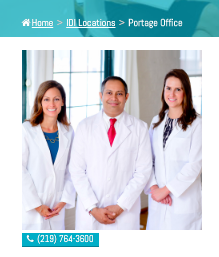 Home > IDI Locations > Portage Office
(219) 764-3600